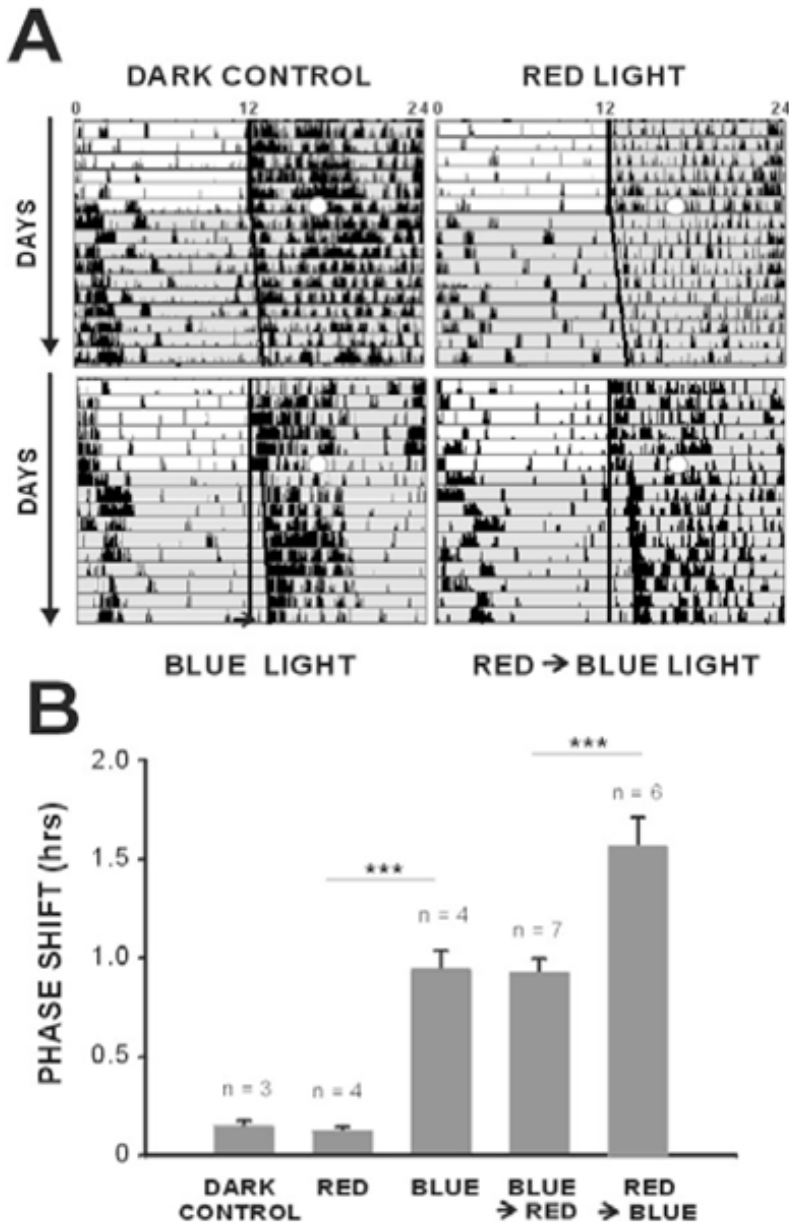 A
DARK CONTROL RED LIGHT
0 12 24 0 12 24
DAYS
DAYS
BLUE LIGHT RED → BLUE LIGHT
B
PHASE SHIFT (hrs)
2.0
1.5
1.0
0.5
0
n = 3
n = 4
***
n = 4
n = 7
***
n = 6
DARK CONTROL
RED
BLUE
BLUE → RED
RED → BLUE